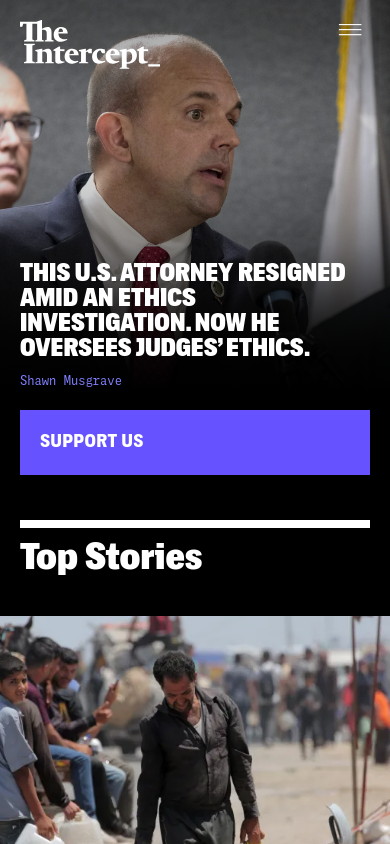 The
Intercept_
THIS U.S. ATTORNEY RESIGNED
AMID AN ETHICS
INVESTIGATION. NOW HE
OVERSEES JUDGES’ ETHICS.
Shawn Musgrave
SUPPORT US
Top Stories